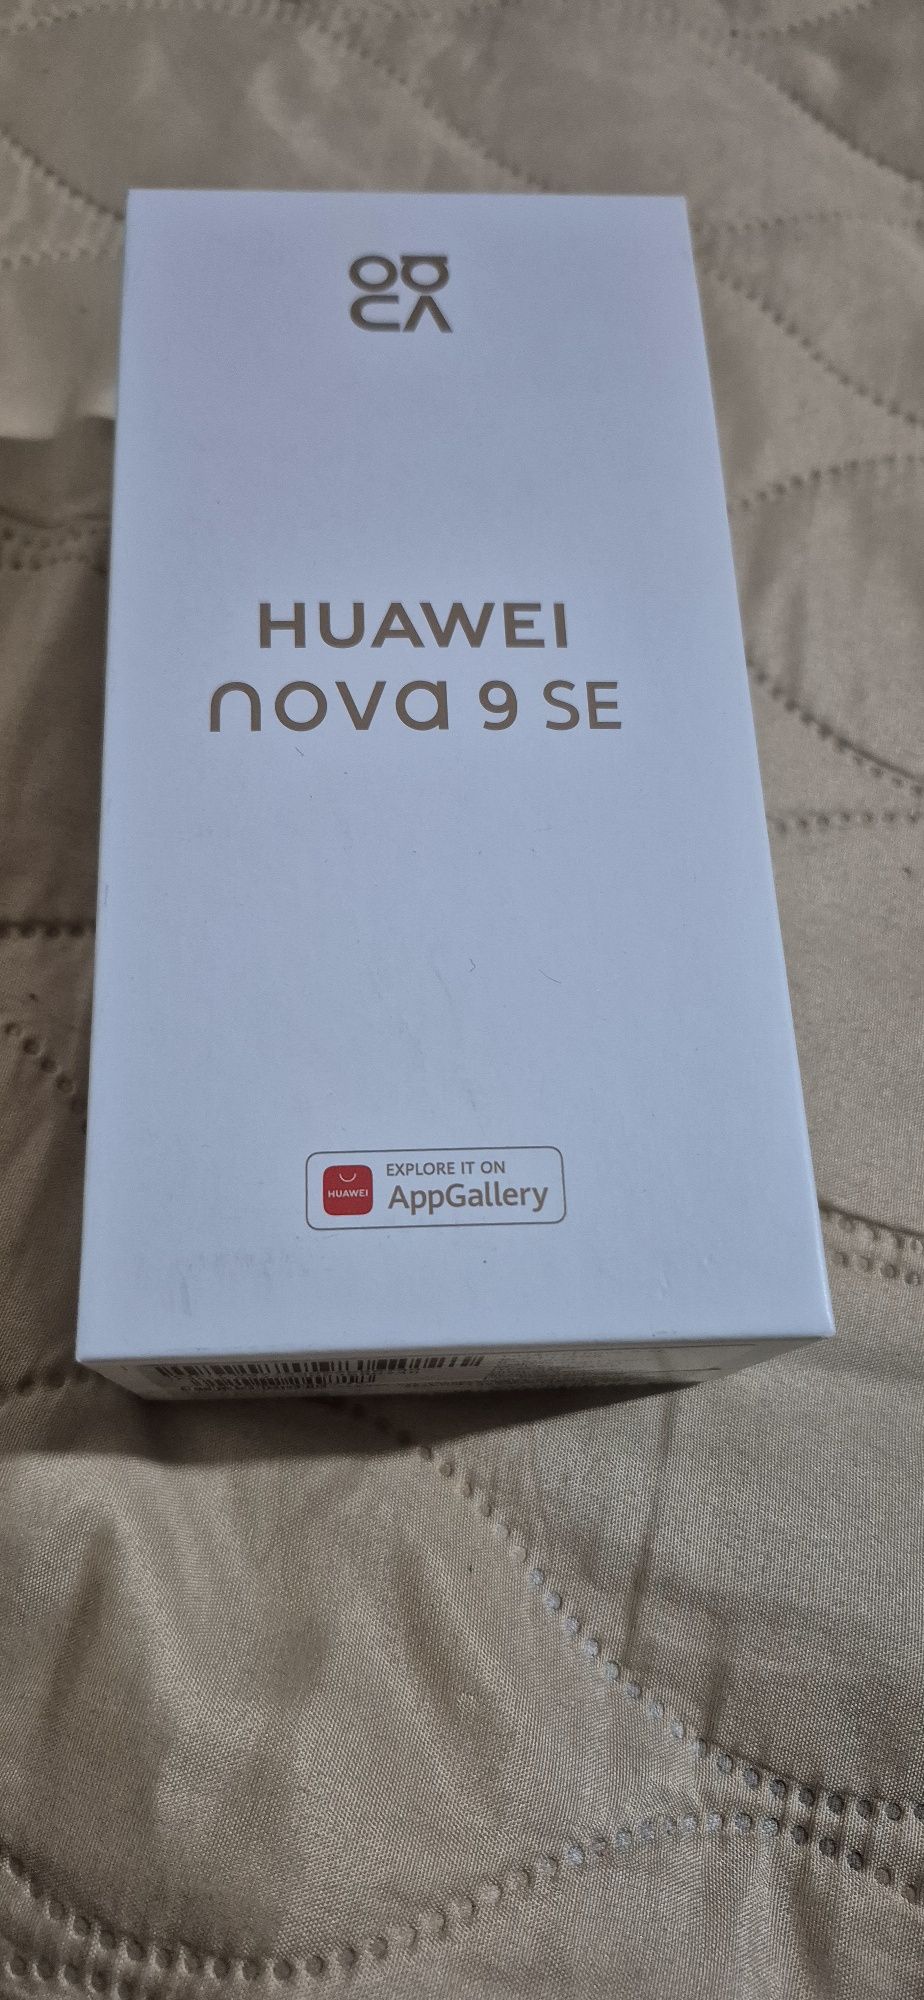 HUAWEI
nova 9 SE
EXPLORE IT ON
HUAWEI AppGallery